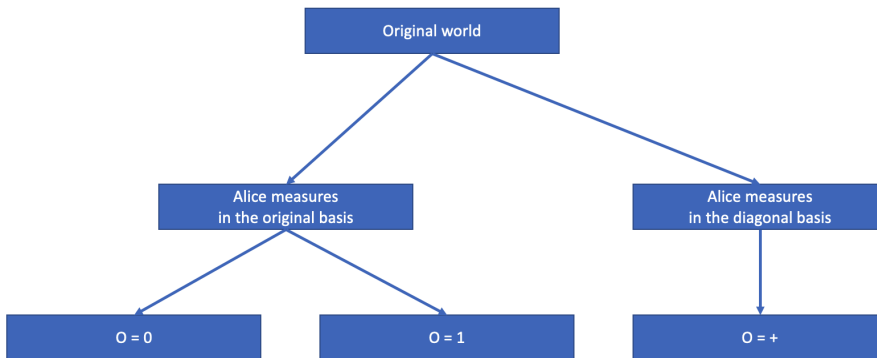 Original world
Alice measures
in the original basis
Alice measures
in the diagonal basis
O = 0
O = 1
O = +